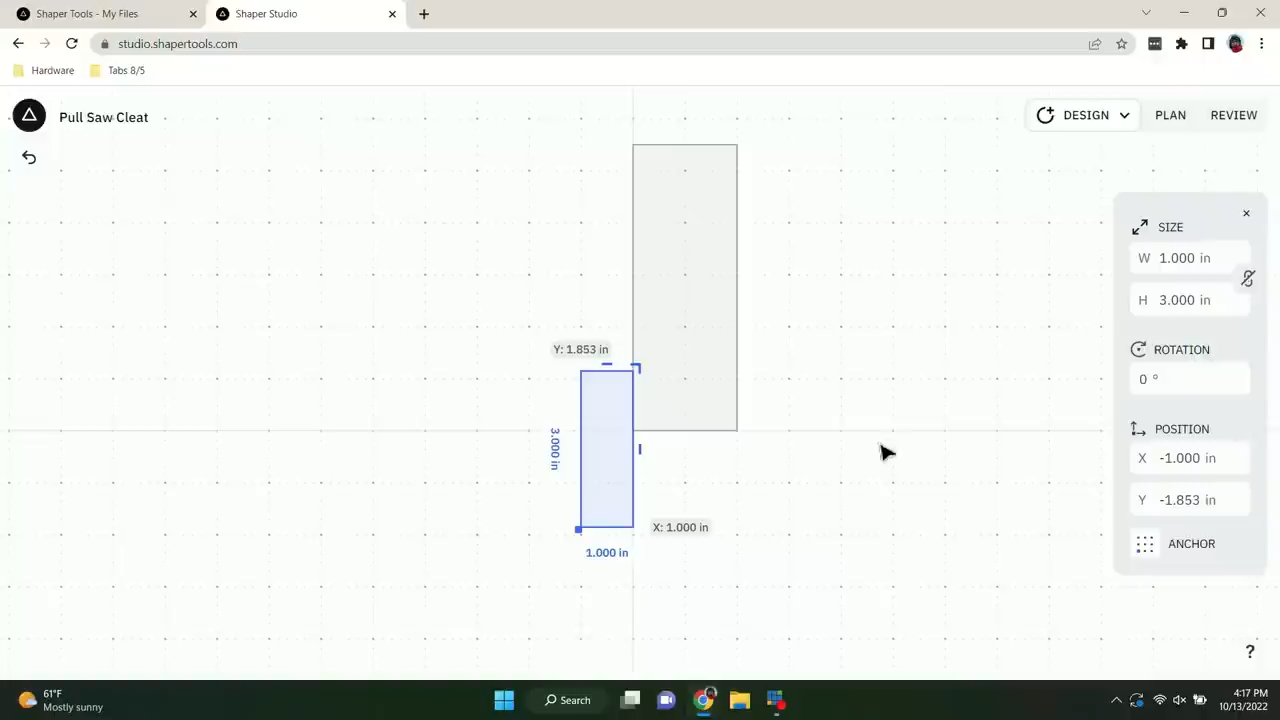 Shaper Tools - My Files
Shaper Studio
studio.shapertools.com
Hardware
Tabs 8/5
Pull Saw Cleat
DESIGN
PLAN
REVIEW
SIZE
W 1.000 in
H 3.000 in
ROTATION
0 °
POSITION
X -1.000 in
Y -1.853 in
ANCHOR
Y: 1.853 in
3.000 in
X: 1.000 in
1.000 in
?
61°F
Mostly sunny
Search
4:17 PM
10/13/2022